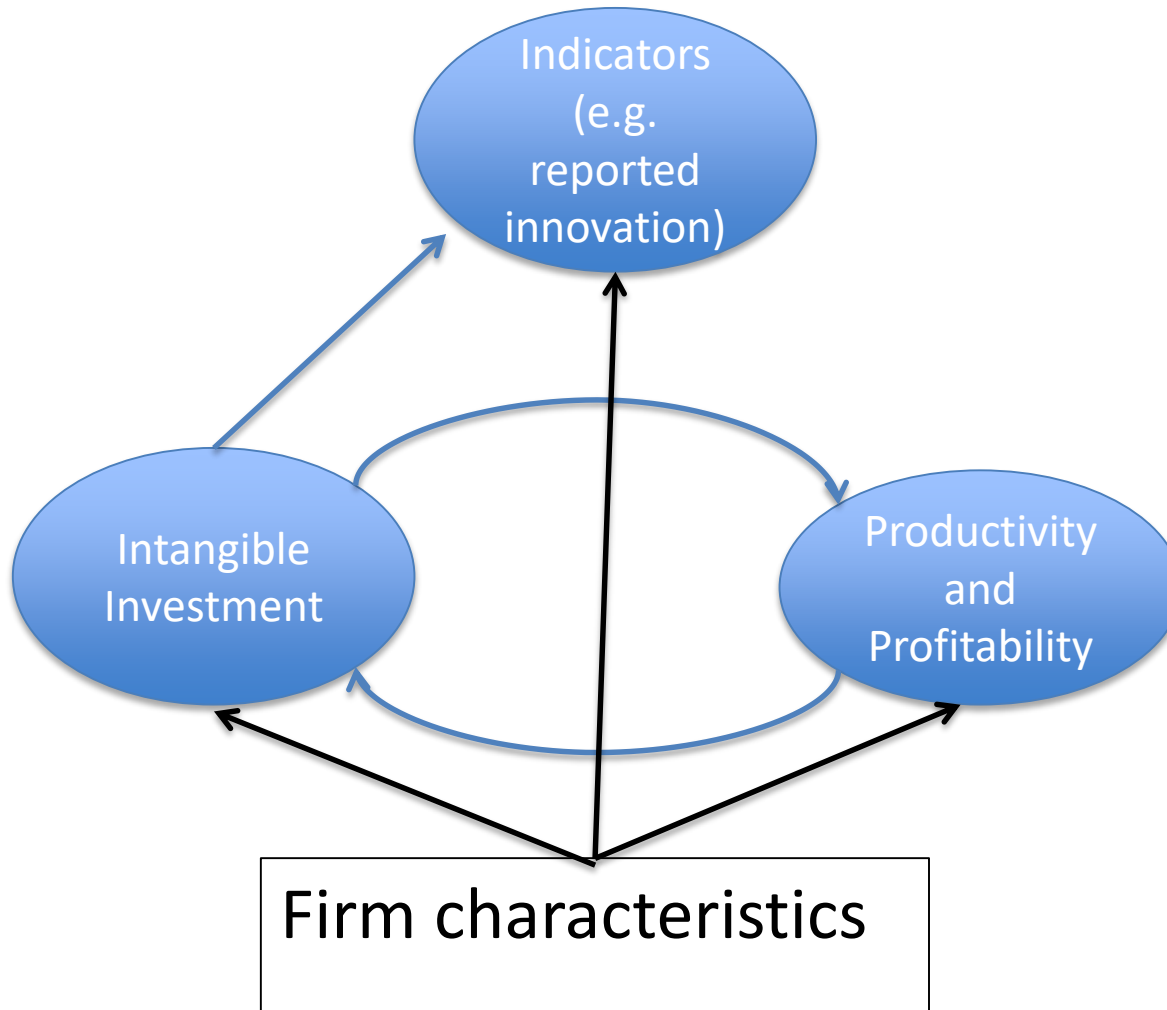 Indicators
(e.g.
reported
innovation)
Intangible
Investment
Productivity
and
Profitability
Firm characteristics